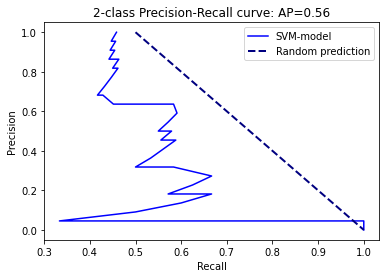 2-class Precision-Recall curve: AP=0.56
SVM-model
Random prediction
1.0
0.8
0.6
0.4
0.2
0.0
Precision
0.3
0.4
0.5
0.6
0.7
0.8
0.9
1.0
Recall